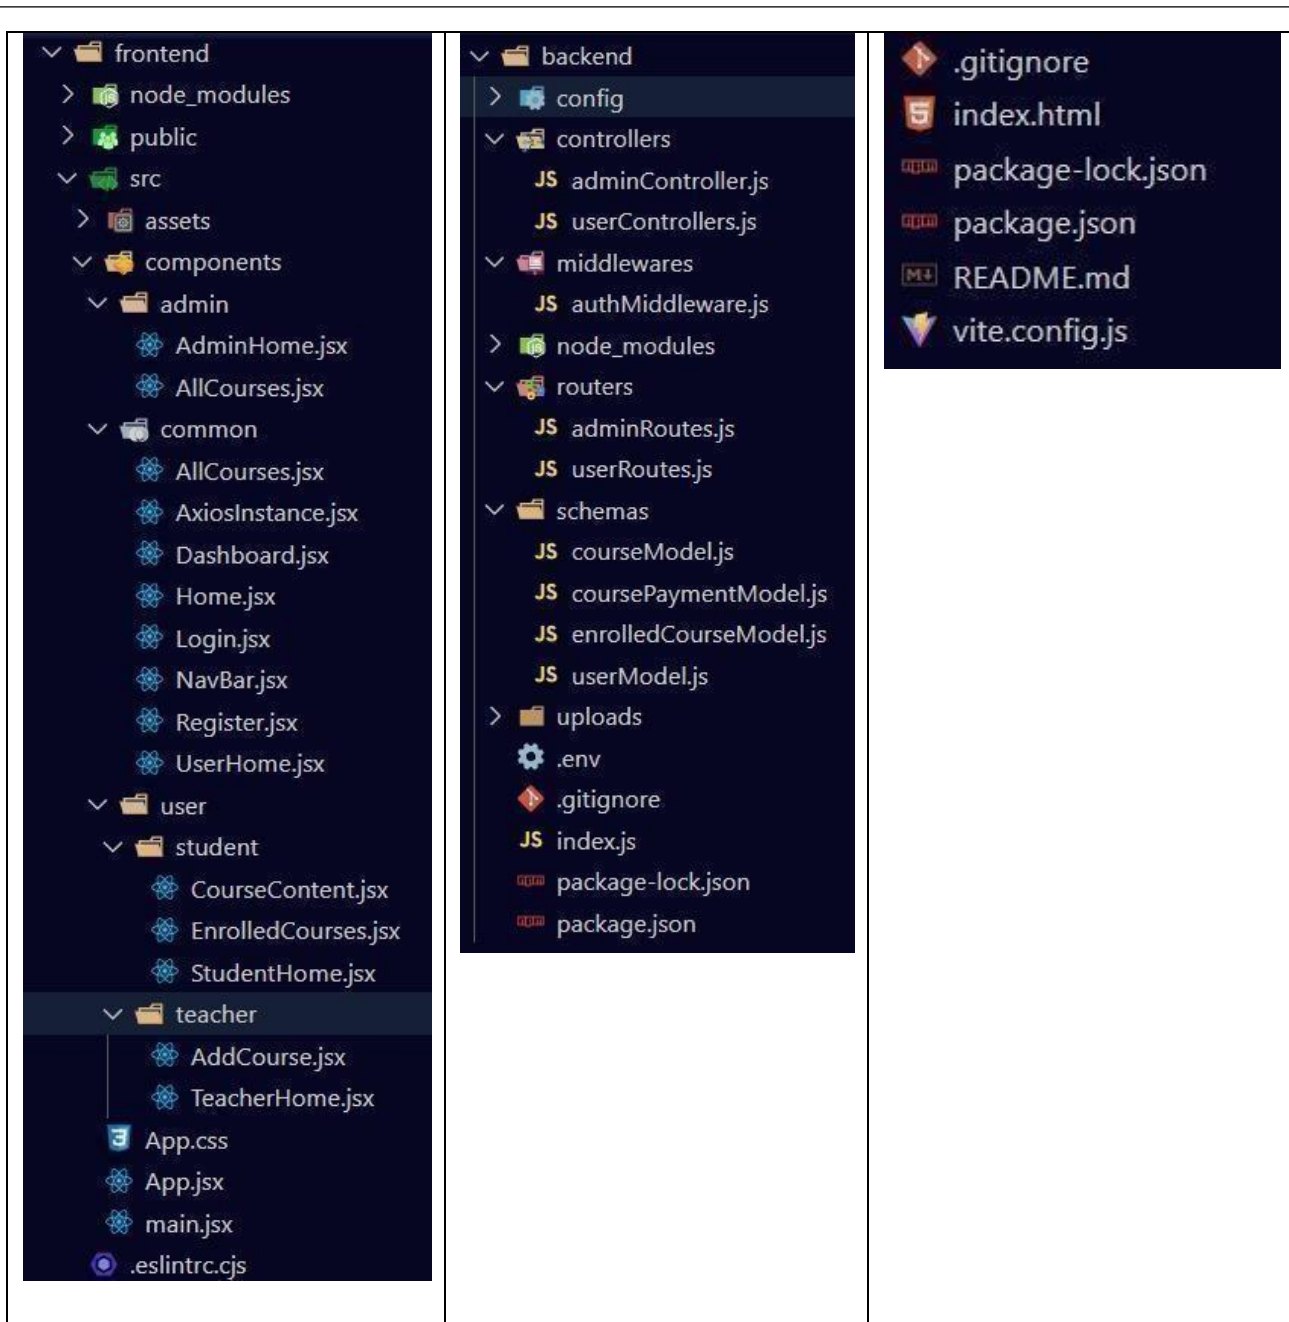 frontend
node_modules
public
src
assets
components
admin
AdminHome.jsx
AllCourses.jsx
common
AllCourses.jsx
AxiosInstance.jsx
Dashboard.jsx
Home.jsx
Login.jsx
NavBar.jsx
Register.jsx
UserHome.jsx
user
student
CourseContent.jsx
EnrolledCourses.jsx
StudentHome.jsx
teacher
AddCourse.jsx
TeacherHome.jsx
App.css
App.jsx
main.jsx
.eslintrc.cjs
backend
config
controllers
JS adminController.js
JS userControllers.js
middlewares
JS authMiddleware.js
node_modules
routers
JS adminRoutes.js
JS userRoutes.js
schemas
JS courseModel.js
JS coursePaymentModel.js
JS enrolledCourseModel.js
JS userModel.js
uploads
.env
.gitignore
JS index.js
package-lock.json
package.json
.gitignore
index.html
package-lock.json
package.json
README.md
vite.config.js